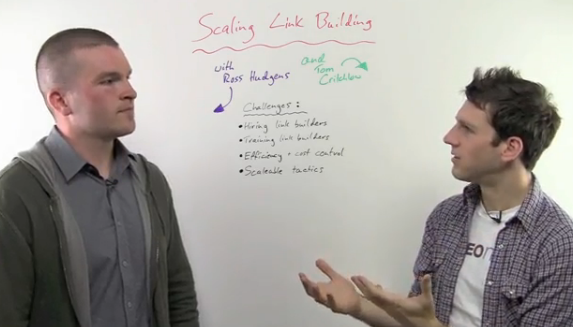 Scaling Link Building
with
Ross Hudgens
and
Tom
Critchlow
Challenges:
• Hiring link builders
• Training link builders
• Efficiency + cost control
• Scaleable tactics
EOm